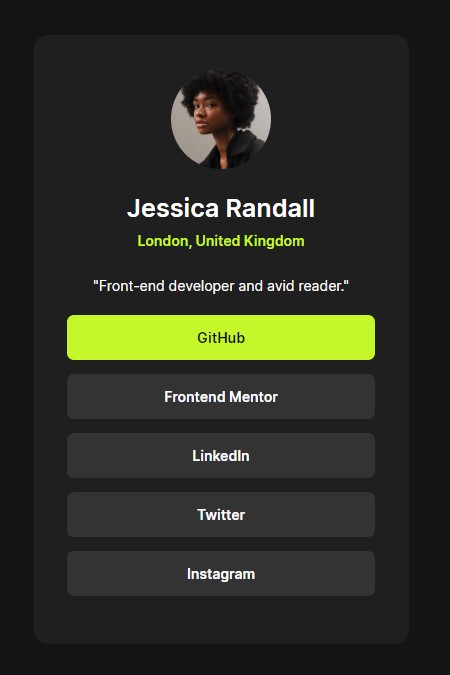 Jessica Randall
London, United Kingdom
"Front-end developer and avid reader."
GitHub
Frontend Mentor
LinkedIn
Twitter
Instagram